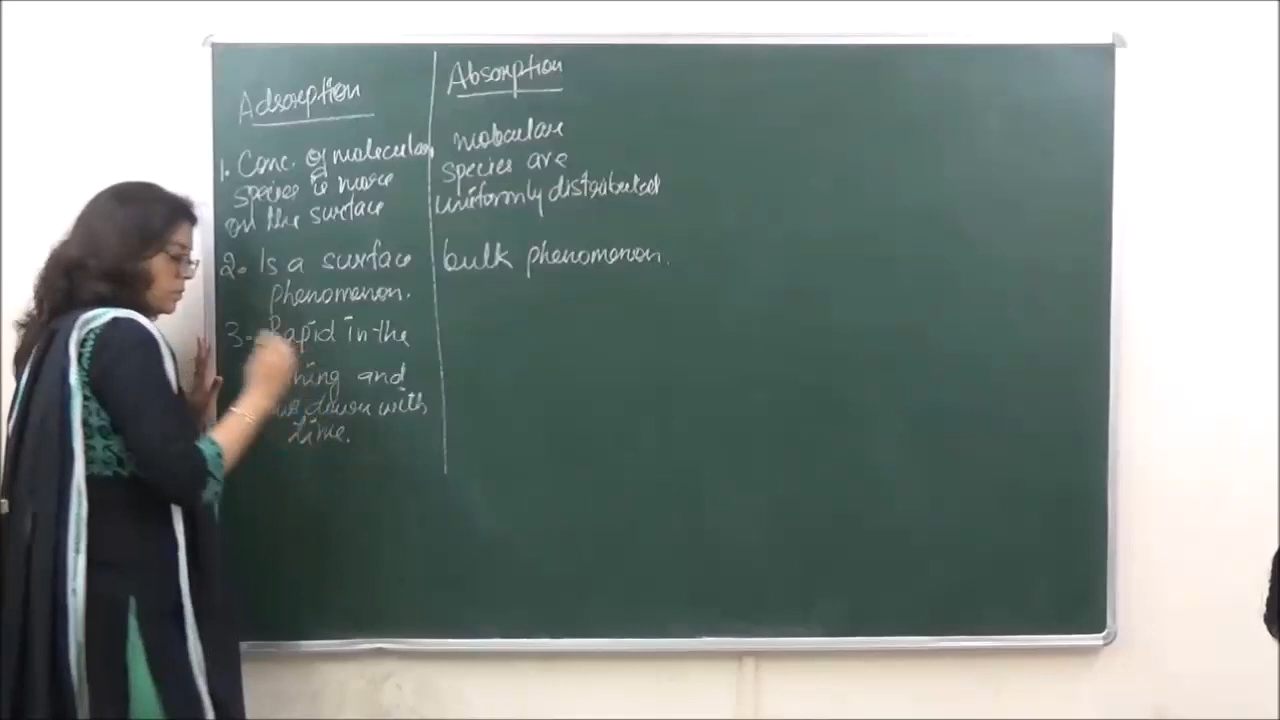 Adsorption
1. Conc. of molecular
species is more
on the surface
2. Is a surface
phenomenon.
3. Rapid in the
and
down with
time.
Absorption
molecular
species are
uniformly distributed
bulk phenomenon.